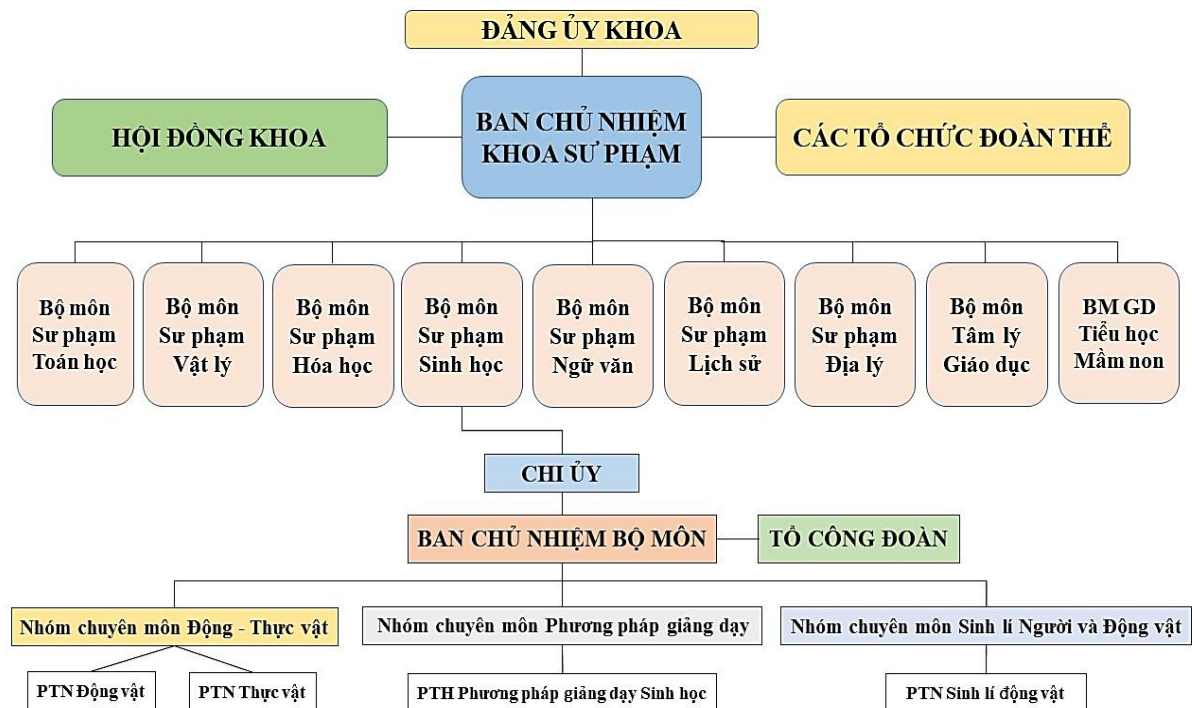 ĐẢNG ỦY KHOA
HỘI ĐỒNG KHOA
BAN CHỦ NHIỆM
KHOA SƯ PHẠM
CÁC TỔ CHỨC ĐOÀN THỂ
Bộ môn
Sư phạm
Toán học
Bộ môn
Sư phạm
Vật lý
Bộ môn
Sư phạm
Hóa học
Bộ môn
Sư phạm
Sinh học
Bộ môn
Sư phạm
Ngữ văn
Bộ môn
Sư phạm
Lịch sử
Bộ môn
Sư phạm
Địa lý
Bộ môn
Tâm lý
Giáo dục
BM GD
Tiểu học
Mầm non
CHI ỦY
BAN CHỦ NHIỆM BỘ MÔN
TỔ CÔNG ĐOÀN
Nhóm chuyên môn Động - Thực vật
Nhóm chuyên môn Phương pháp giảng dạy
Nhóm chuyên môn Sinh lí Người và Động vật
PTN Động vật
PTN Thực vật
PTH Phương pháp giảng dạy Sinh học
PTN Sinh lí động vật